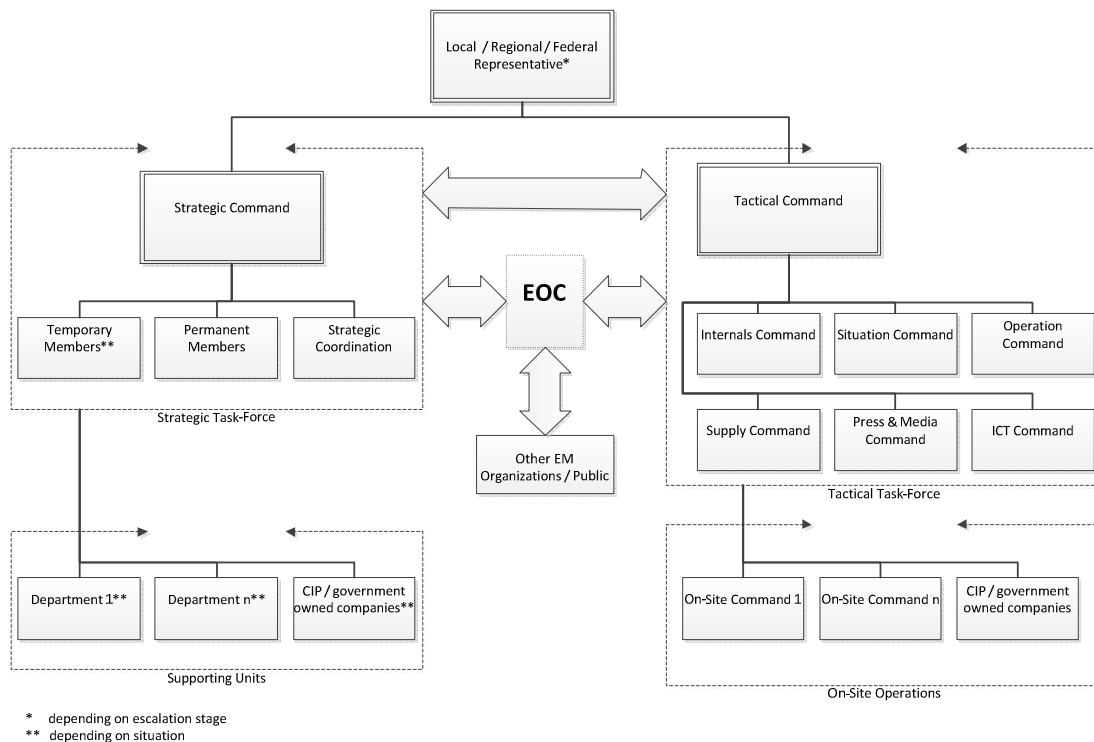 Local / Regional / Federal
Representative*
Strategic Command
Tactical Command
EOC
Temporary
Members**
Permanent
Members
Strategic
Coordination
Strategic Task-Force
Internals Command
Situation Command
Operation
Command
Supply Command
Press & Media
Command
ICT Command
Tactical Task-Force
Other EM
Organizations / Public
Department 1**
Department n**
CIP / government
owned companies**
Supporting Units
On-Site Command 1
On-Site Command n
CIP / government
owned companies
On-Site Operations
* depending on escalation stage
** depending on situation